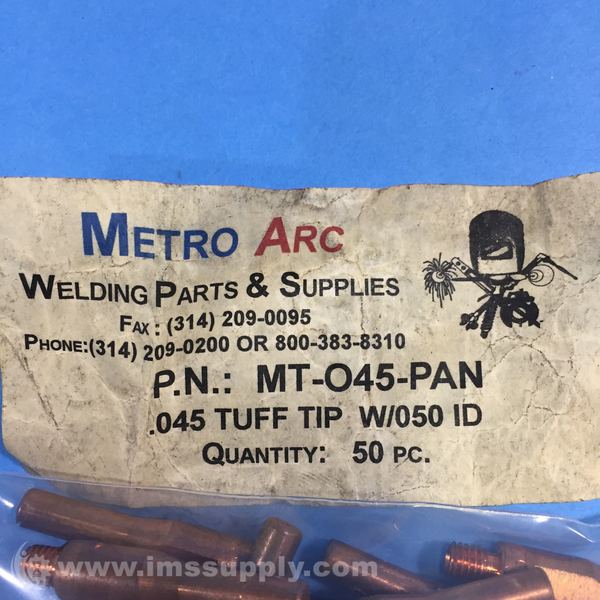 METRO ARC
WELDING PARTS & SUPPLIES
FAX: (314) 209-0095
PHONE:(314) 209-0200 OR 800-383-8310
P.N.: MT-O45-PAN
.045 TUFF TIP W/050 ID
QUANTITY: 50 PC.
www.imssupply.com